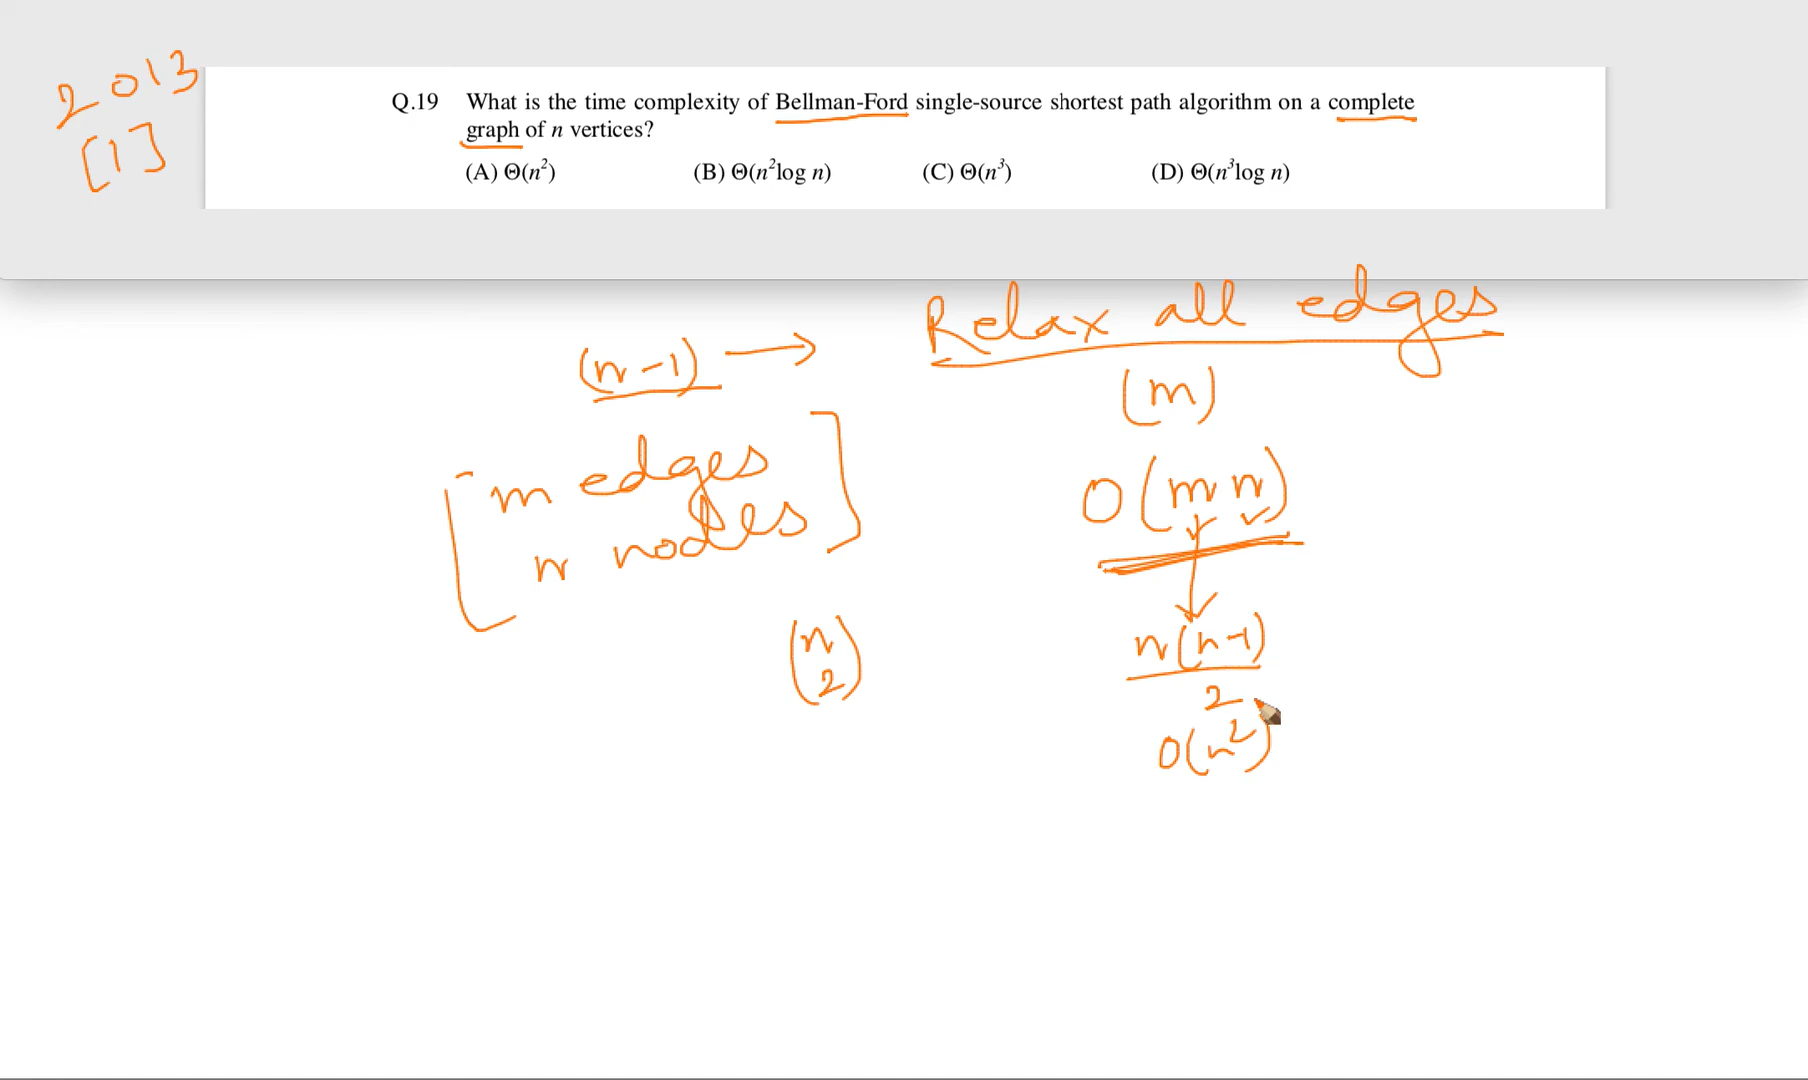 2013
[1]
Q.19 What is the time complexity of Bellman-Ford single-source shortest path algorithm on a complete
graph of n vertices?
(A) Θ(n²) (B) Θ(n²log n) (C) Θ(n³) (D) Θ(n³log n)
(n-1) → Relax all edges
(m)
m edges
n nodes
O(mn)
(n 2)
n(n-1)
2
O(n²)